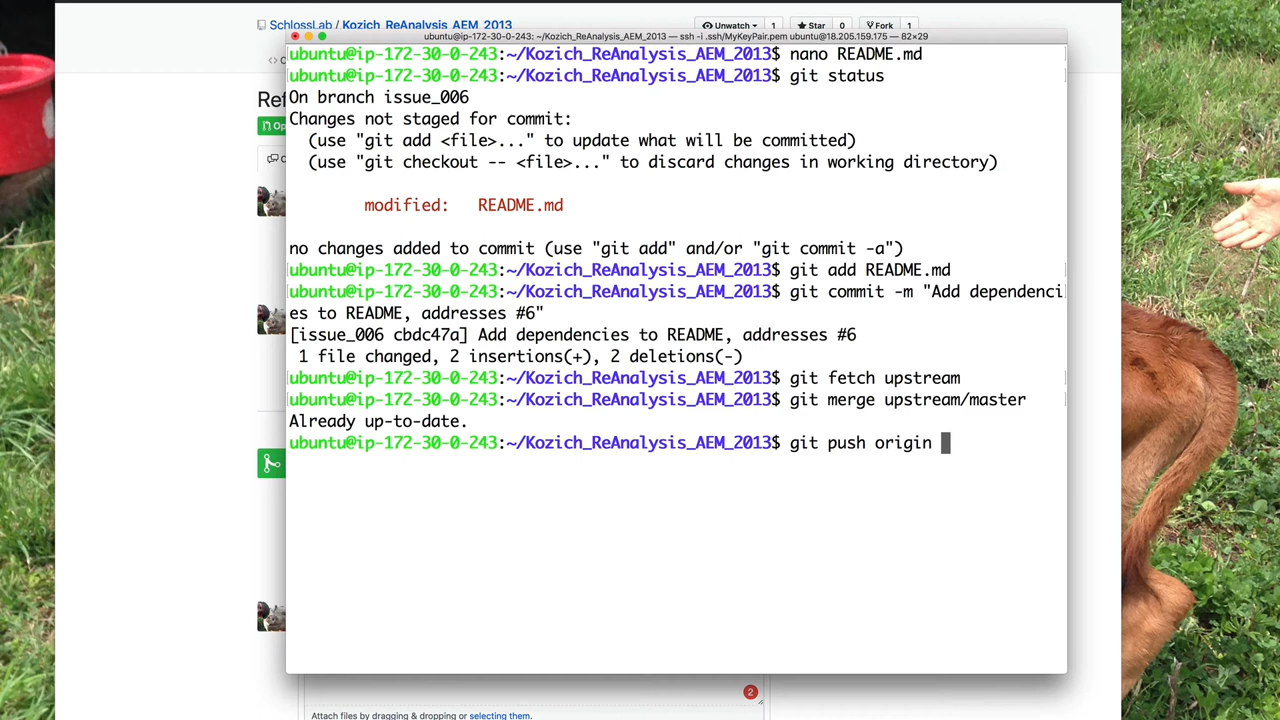 SchlossLab / Kozich_ReAnalysis_AEM_2013
Unwatch 1 Star 0 Fork 1
ubuntu@ip-172-30-0-243: ~/Kozich_ReAnalysis_AEM_2013 — ssh -i .ssh/MyKeyPair.pem ubuntu@18.205.159.175 — 82×29
ubuntu@ip-172-30-0-243:~/Kozich_ReAnalysis_AEM_2013$ nano README.md
ubuntu@ip-172-30-0-243:~/Kozich_ReAnalysis_AEM_2013$ git status
On branch issue_006
Changes not staged for commit:
(use "git add <file>..." to update what will be committed)
(use "git checkout -- <file>..." to discard changes in working directory)
modified: README.md
no changes added to commit (use "git add" and/or "git commit -a")
ubuntu@ip-172-30-0-243:~/Kozich_ReAnalysis_AEM_2013$ git add README.md
ubuntu@ip-172-30-0-243:~/Kozich_ReAnalysis_AEM_2013$ git commit -m "Add dependenci
es to README, addresses #6"
[issue_006 cbdc47a] Add dependencies to README, addresses #6
1 file changed, 2 insertions(+), 2 deletions(-)
ubuntu@ip-172-30-0-243:~/Kozich_ReAnalysis_AEM_2013$ git fetch upstream
ubuntu@ip-172-30-0-243:~/Kozich_ReAnalysis_AEM_2013$ git merge upstream/master
Already up-to-date.
ubuntu@ip-172-30-0-243:~/Kozich_ReAnalysis_AEM_2013$ git push origin
2
Attach files by dragging & dropping or selecting them.